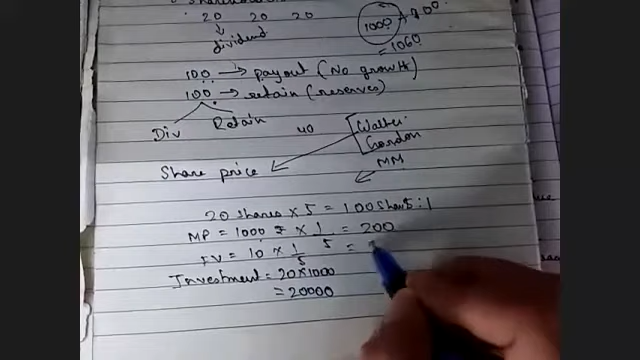 20 20 20
dividend
1000 + 800
= 1060
100 → payout (No growth)
100 → retain (reserves)
Div Retain 40
Walter
Gordon
Share price
MM
20 shares × 5 = 100 shares : 1
MP = 1000 × 1/5 = 200
FV = 10 × 1/5 =
Investment = 20 × 1000
= 20000